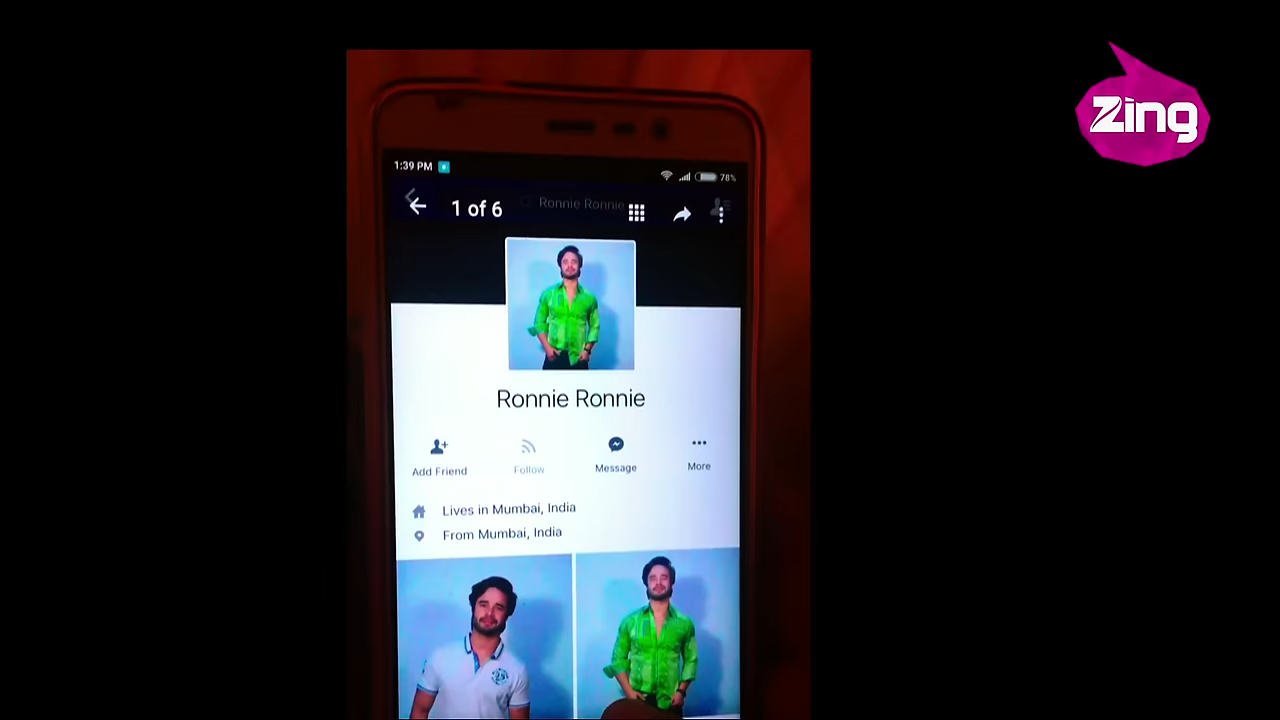 Zing
1:39 PM
78%
1 of 6
Ronnie Ronnie
Ronnie Ronnie
Add Friend
Follow
Message
More
Lives in Mumbai, India
From Mumbai, India